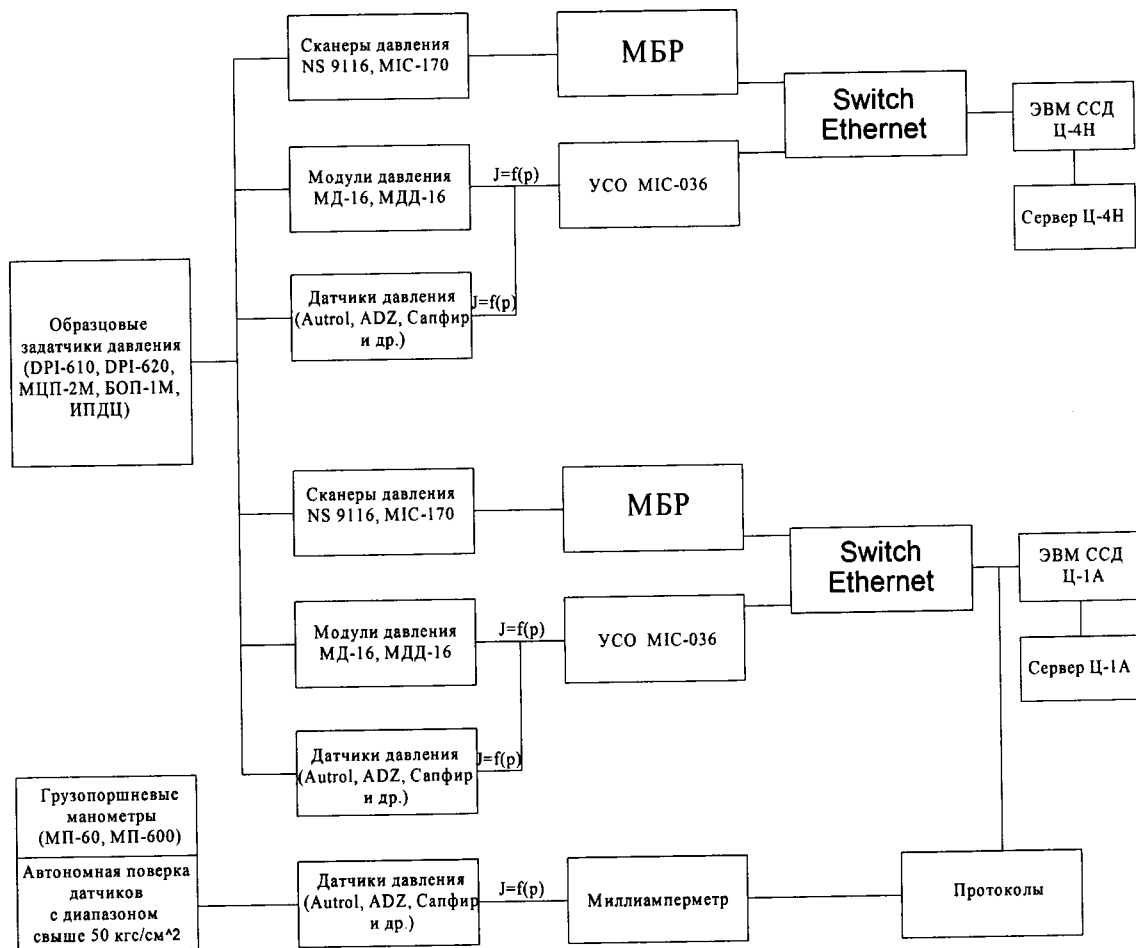 Сканеры давления
NS 9116, MIC-170
МБР
Switch
Ethernet
ЭВМ ССД
Ц-4Н
Модули давления
МД-16, МДД-16
J=f(p)
УСО MIC-036
Сервер Ц-4Н
Датчики давления
(Autrol, ADZ, Сапфир
и др.)
J=f(p)
Образцовые
задатчики давления
(DPI-610, DPI-620,
МЦП-2М, БОП-1М,
ИПДЦ)
Сканеры давления
NS 9116, MIC-170
МБР
Switch
Ethernet
ЭВМ ССД
Ц-1А
Модули давления
МД-16, МДД-16
J=f(p)
УСО MIC-036
Сервер Ц-1А
Датчики давления
(Autrol, ADZ, Сапфир
и др.)
J=f(p)
Грузопоршневые
манометры
(МП-60, МП-600)
Автономная поверка
датчиков
с диапазоном
свыше 50 кгс/см^2
Датчики давления
(Autrol, ADZ, Сапфир
и др.)
J=f(p)
Миллиамперметр
Протоколы